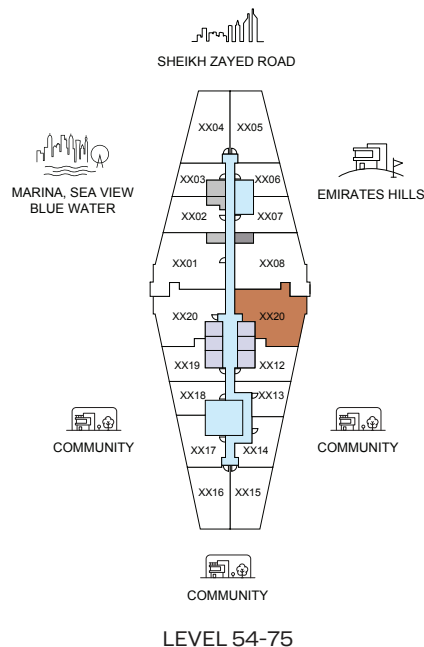 SHEIKH ZAYED ROAD
XX04 XX05
MARINA, SEA VIEW
BLUE WATER
EMIRATES HILLS
XX03 XX06
XX02 XX07
XX01 XX08
XX20 XX20
XX19 XX12
XX18 XX13
COMMUNITY
COMMUNITY
XX17 XX14
XX16 XX15
COMMUNITY
LEVEL 54-75